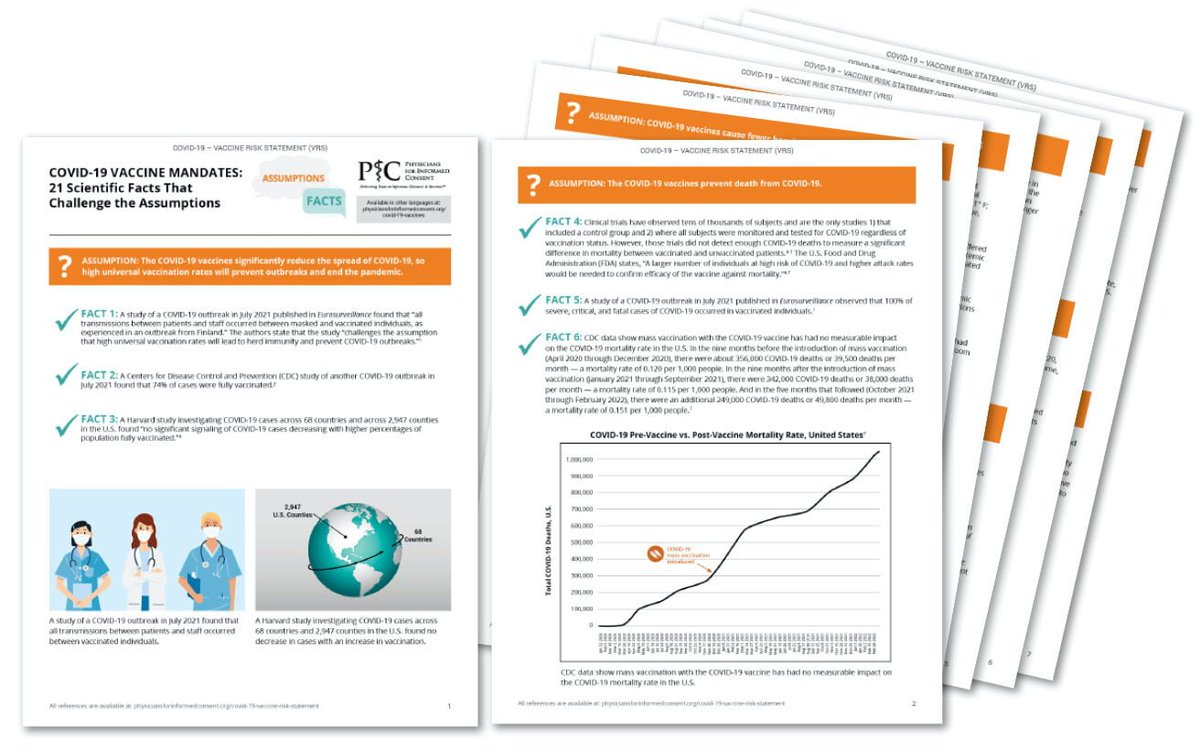 COVID-19 – VACCINE RISK STATEMENT (VRS)
COVID-19 VACCINE MANDATES:
21 Scientific Facts That
Challenge the Assumptions
ASSUMPTIONS
FACTS
PIC
PHYSICIANS
FOR INFORMED
CONSENT
Available in other languages at:
physiciansforinformedconsent.org/
covid-19-vaccines
? ASSUMPTION: The COVID-19 vaccines significantly reduce the spread of COVID-19, so
high universal vaccination rates will prevent outbreaks and end the pandemic.
FACT 1: A study of a COVID-19 outbreak in July 2021 published in Eurosurveillance found that "all
transmissions between patients and staff occurred between masked and vaccinated individuals, as
experienced in an outbreak from Finland." The authors state that the study "challenges the assumption
that high universal vaccination rates will lead to herd immunity and prevent COVID-19 outbreaks."¹
FACT 2: A Centers for Disease Control and Prevention (CDC) study of another COVID-19 outbreak in
July 2021 found that 74% of cases were fully vaccinated.²
FACT 3: A Harvard study investigating COVID-19 cases across 68 countries and across 2,947 counties
in the U.S. found "no significant signaling of COVID-19 cases decreasing with higher percentages of
population fully vaccinated."³
2,947
U.S. Counties
68
Countries
A study of a COVID-19 outbreak in July 2021 found that
all transmissions between patients and staff occurred
between vaccinated individuals.
A Harvard study investigating COVID-19 cases across
68 countries and 2,947 counties in the U.S. found no
decrease in cases with an increase in vaccination.
All references are available at: physiciansforinformedconsent.org/covid-19-vaccine-risk-statement
1
COVID-19 – VACCINE RISK STATEMENT (VRS)
? ASSUMPTION: The COVID-19 vaccines prevent death from COVID-19.
FACT 4: Clinical trials have observed tens of thousands of subjects and are the only studies 1) that
included a control group and 2) where all subjects were monitored and tested for COVID-19 regardless of
vaccination status. However, those trials did not detect enough COVID-19 deaths to measure a significant
difference in mortality between vaccinated and unvaccinated patients. The U.S. Food and Drug
Administration (FDA) states, "A larger number of individuals at high risk of COVID-19 and higher attack rates
would be needed to confirm efficacy of the vaccine against mortality."
FACT 5: A study of a COVID-19 outbreak in July 2021 published in Eurosurveillance observed that 100% of
severe, critical, and fatal cases of COVID-19 occurred in vaccinated individuals.¹
FACT 6: CDC data show mass vaccination with the COVID-19 vaccine has had no measurable impact
on the COVID-19 mortality rate in the U.S. In the nine months before the introduction of mass vaccination
(April 2020 through December 2020), there were about 356,000 COVID-19 deaths or 39,500 deaths per
month — a mortality rate of 0.120 per 1,000 people. In the nine months after the introduction of mass
vaccination (January 2021 through September 2021), there were 342,000 COVID-19 deaths or 38,000 deaths
per month — a mortality rate of 0.115 per 1,000 people. And in the five months that followed (October 2021
through February 2022), there were an additional 249,000 COVID-19 deaths or 49,800 deaths per month —
a mortality rate of 0.151 per 1,000 people.⁷
COVID-19 Pre-Vaccine vs. Post-Vaccine Mortality Rate, United States⁷
Total COVID-19 Deaths, U.S.
1,000,000
900,000
800,000
700,000
600,000
500,000
400,000
300,000
200,000
100,000
0
COVID-19
mass vaccination
introduced
CDC data show mass vaccination with the COVID-19 vaccine has had no measurable impact on
the COVID-19 mortality rate in the U.S.
All references are available at: physiciansforinformedconsent.org/covid-19-vaccine-risk-statement
2
COVID-19 – VACCINE RISK STATEMENT (VRS)
? ASSUMPTION: COVID-19 vaccines cause fewer
COVID-19 – VACCINE RISK STATEMENT (VRS)
COVID-19 – VACCINE RISK STATEMENT (VRS)
COVID-19 – VACCINE RISK STATEMENT (VRS)
COVID-19 – VACCINE RISK STATEMENT (VRS)
5
6
7